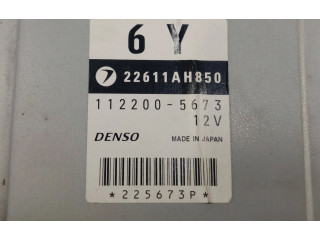 6 Y
22611AH850
112200-5673
12V
DENSO
MADE IN JAPAN
*225673P*